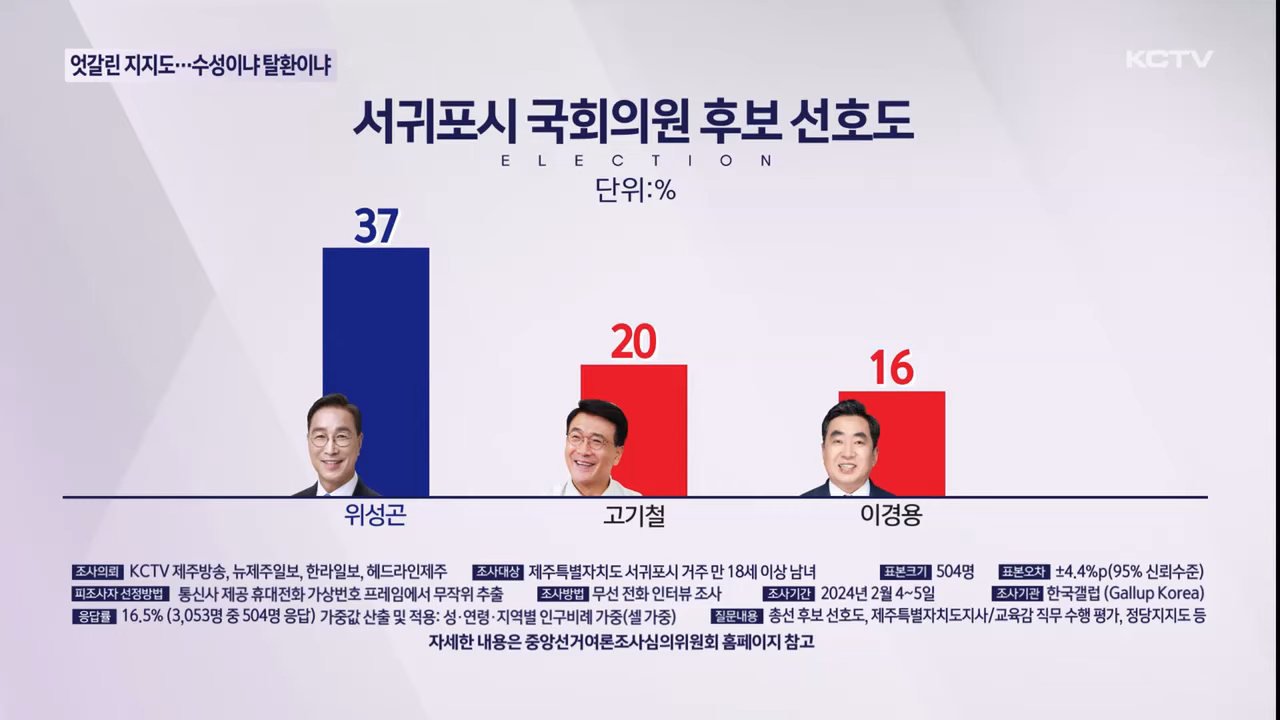 엇갈린 지지도…수성이냐 탈환이냐
KCTV
서귀포시 국회의원 후보 선호도
ELECTION
단위:%
37
20
16
위성곤
고기철
이경용
조사의뢰 KCTV 제주방송, 뉴제주일보, 한라일보, 헤드라인제주 조사대상 제주특별자치도 서귀포시 거주 만 18세 이상 남녀 표본크기 504명 표본오차 ±4.4%p(95% 신뢰수준)
피조사자 선정방법 통신사 제공 휴대전화 가상번호 프레임에서 무작위 추출 조사방법 무선 전화 인터뷰 조사 조사기간 2024년 2월 4~5일 조사기관 한국갤럽 (Gallup Korea)
응답률 16.5% (3,053명 중 504명 응답) 가중값 산출 및 적용: 성·연령·지역별 인구비례 가중(셀 가중) 질문내용 총선 후보 선호도, 제주특별자치도지사/교육감 직무 수행 평가, 정당지지도 등
자세한 내용은 중앙선거여론조사심의위원회 홈페이지 참고